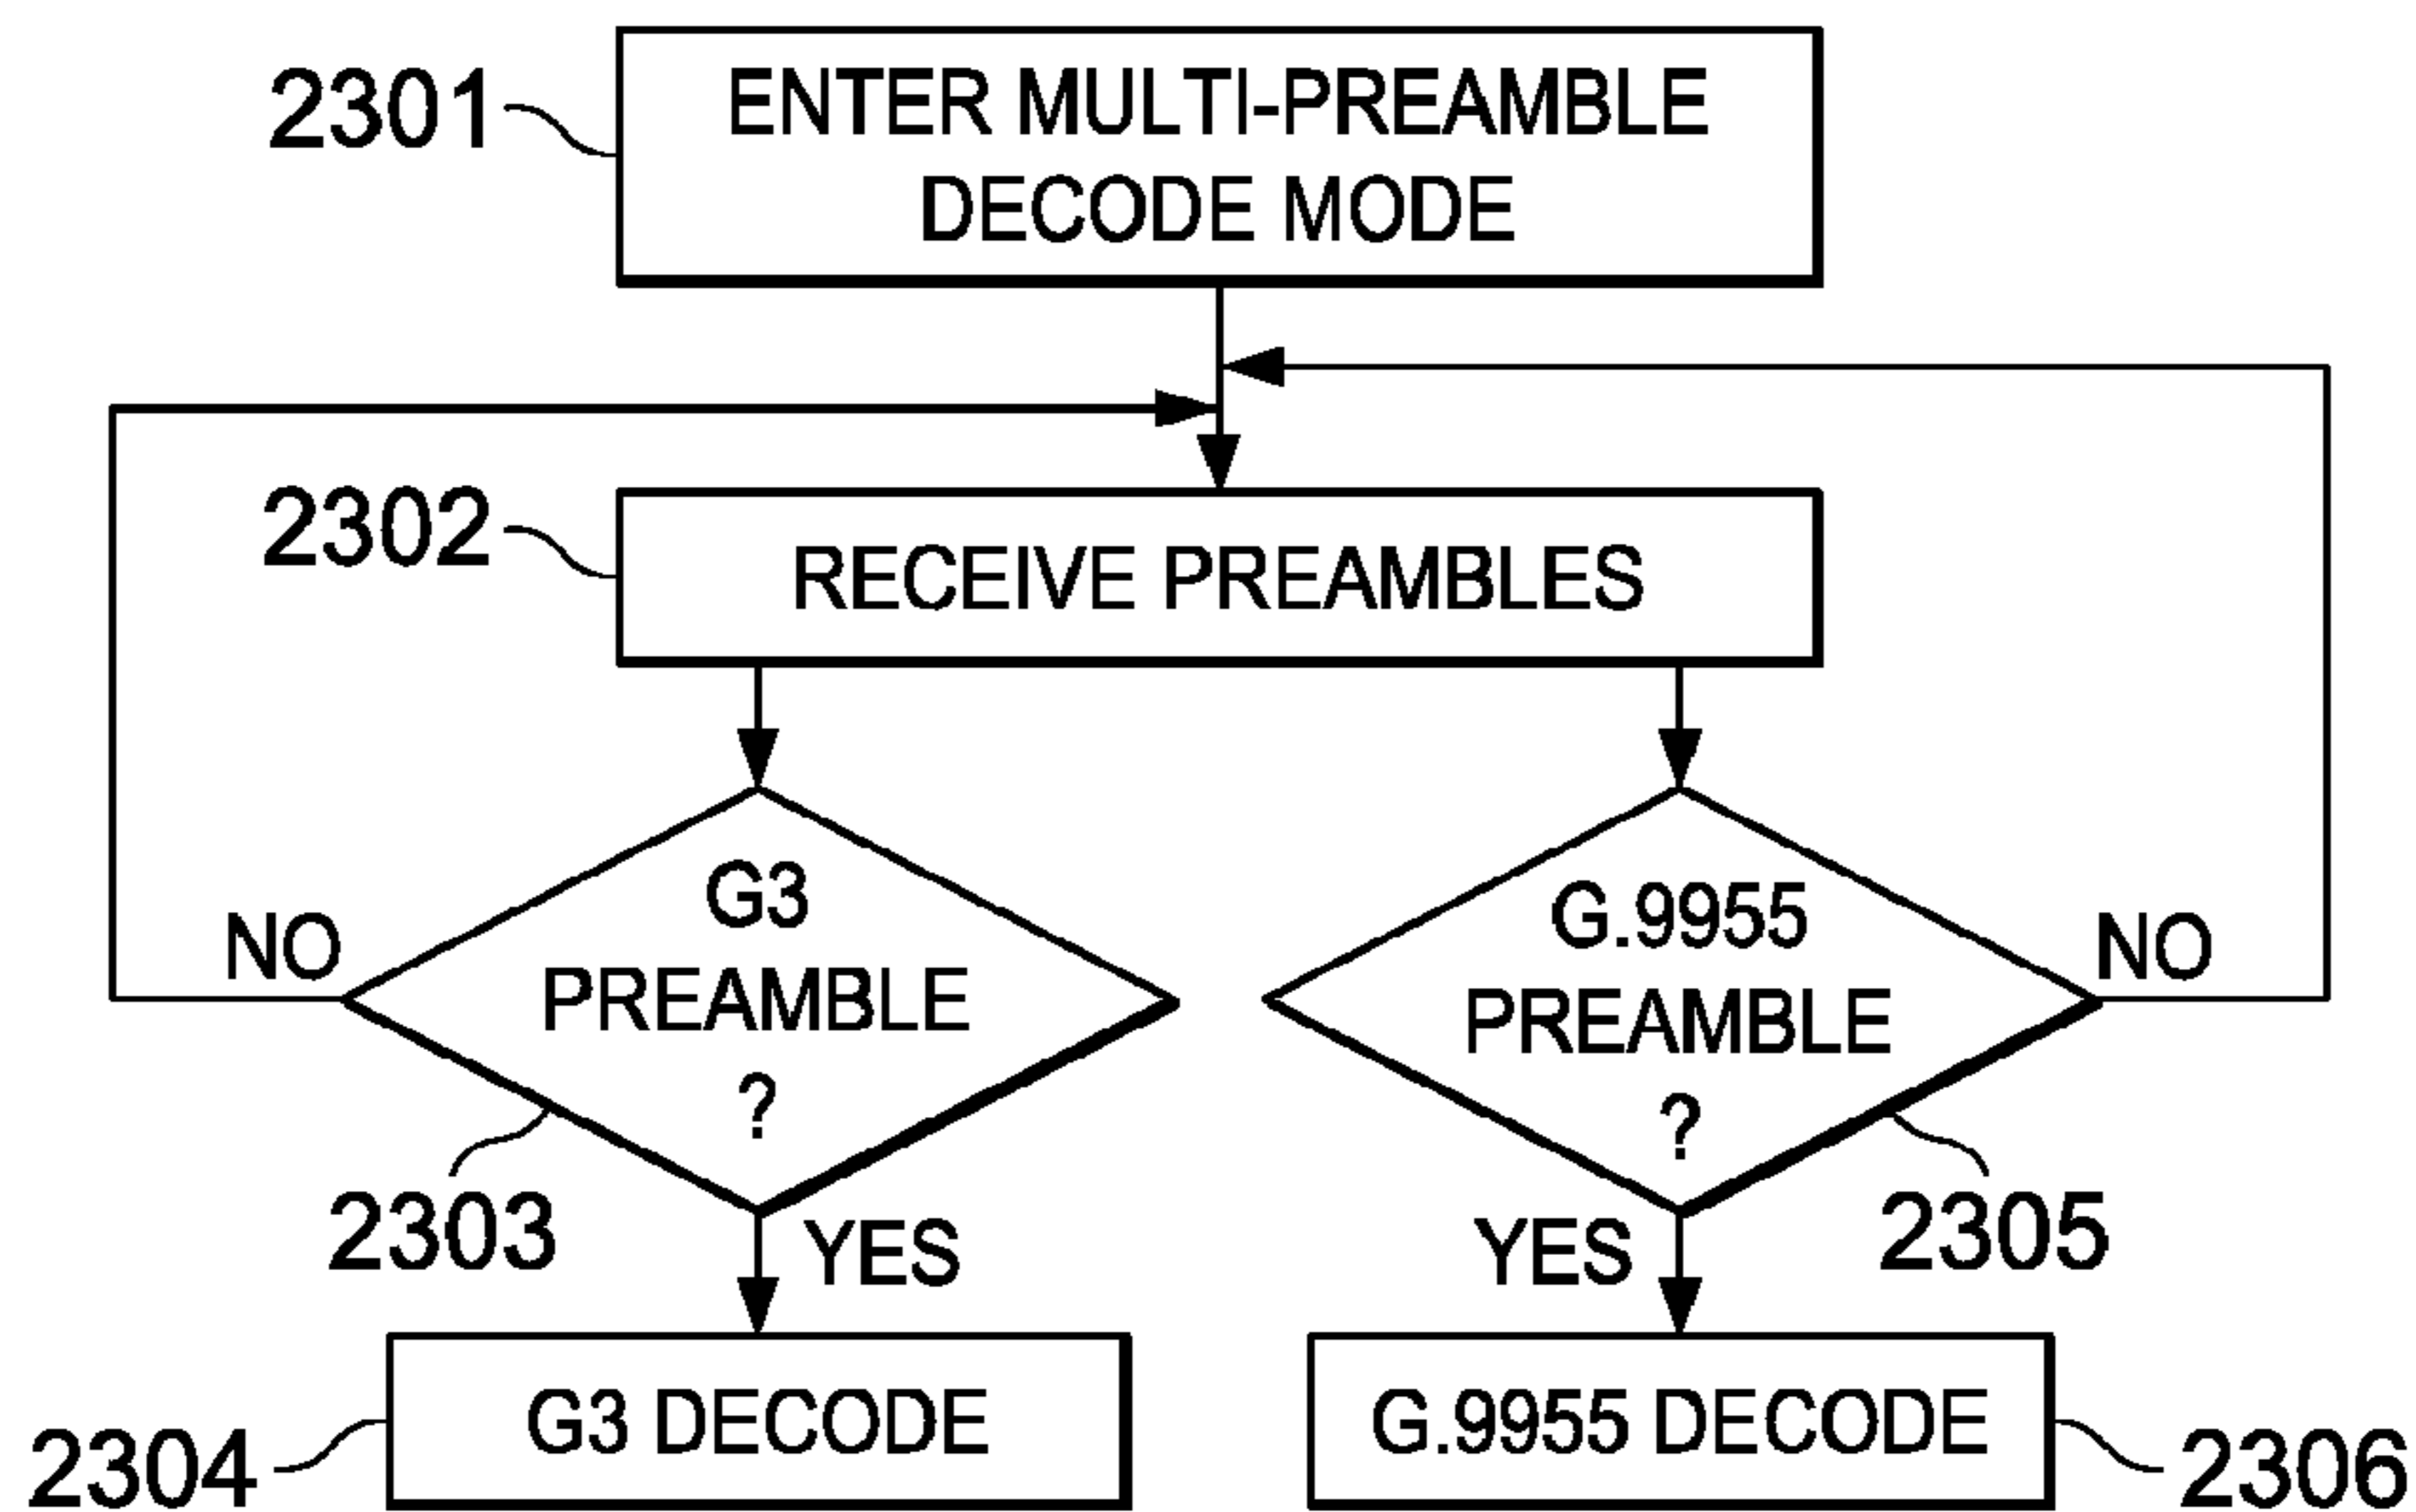 2301
ENTER MULTI-PREAMBLE
DECODE MODE
2302
RECEIVE PREAMBLES
NO
G3
PREAMBLE
?
G.9955
PREAMBLE
?
NO
2303
YES
YES
2305
2304
G3 DECODE
G.9955 DECODE
2306